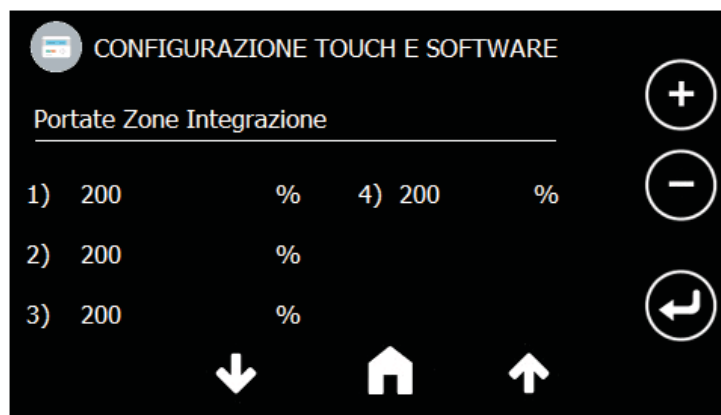 CONFIGURAZIONE TOUCH E SOFTWARE
Portate Zone Integrazione
1) 200 % 4) 200 %
2) 200 %
3) 200 %